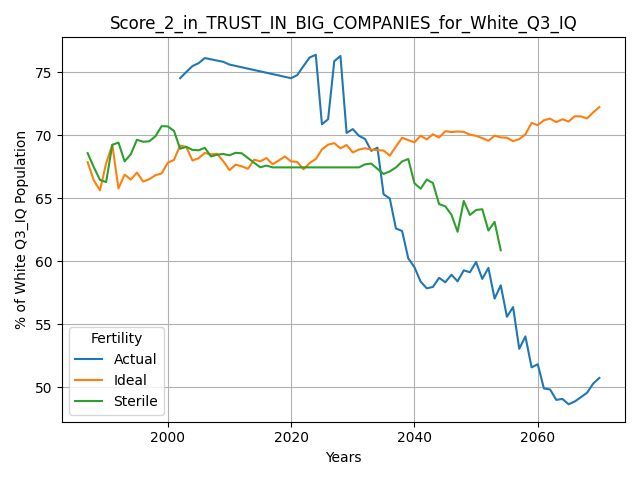 Score_2_in_TRUST_IN_BIG_COMPANIES_for_White_Q3_IQ
% of White Q3_IQ Population
75
70
65
60
55
50
Fertility
Actual
Ideal
Sterile
2000 2020 2040 2060
Years